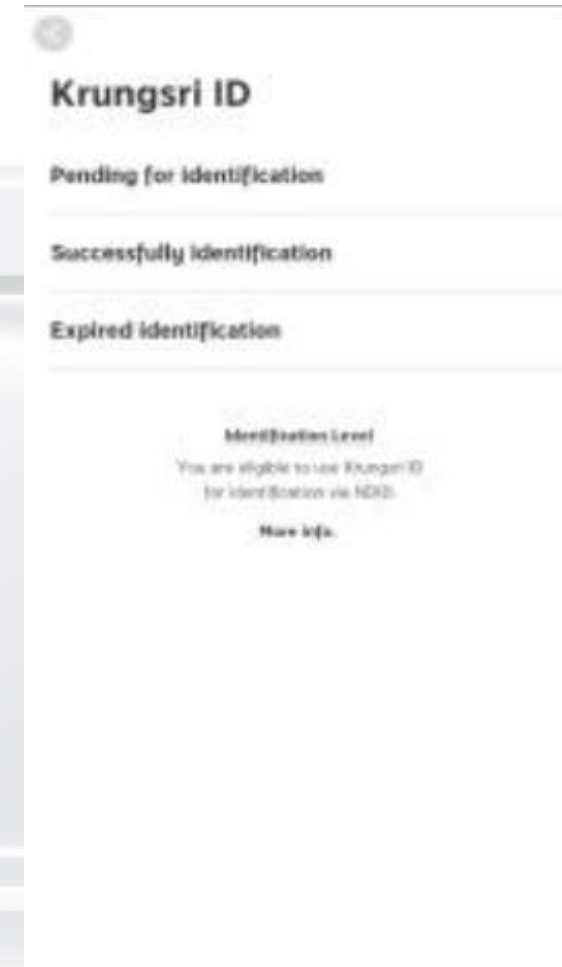 Krungsri ID
Pending for identification
Successfully identification
Expired identification
Identification Level
You are eligible to use Krungsri ID
for identification via NDID.
More info.